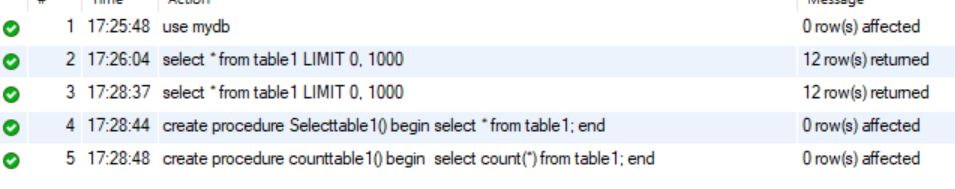 # Time Action Message
1 17:25:48 use mydb 0 row(s) affected
2 17:26:04 select * from table1 LIMIT 0, 1000 12 row(s) returned
3 17:28:37 select * from table1 LIMIT 0, 1000 12 row(s) returned
4 17:28:44 create procedure Selecttable1() begin select * from table1; end 0 row(s) affected
5 17:28:48 create procedure counttable1() begin  select count(*) from table1; end 0 row(s) affected